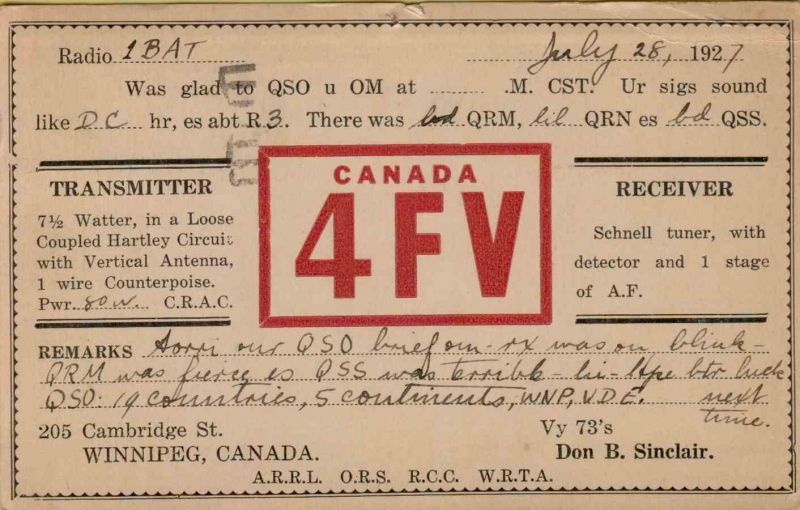 Radio 1BAT July 28, 1927
Was glad to QSO u OM at .M. CST. Ur sigs sound
like DC hr, es abt R3. There was bd QRM, lil QRN es bd QSS.
TRANSMITTER
7½ Watter, in a Loose
Coupled Hartley Circuit
with Vertical Antenna,
1 wire Counterpoise.
Pwr. 80w. C.R.A.C.
CANADA
4FV
RECEIVER
Schnell tuner, with
detector and 1 stage
of A.F.
REMARKS Sorri our QSO brief om - rx was on blink -
QRM was fierce es QSS was terrible - hi - Hpe btr luck
QSO: 19 countries, 5 continents, WNP, VDE. next
time.
205 Cambridge St. Vy 73's
WINNIPEG, CANADA. Don B. Sinclair.
A.R.R.L. O.R.S. R.C.C. W.R.T.A.